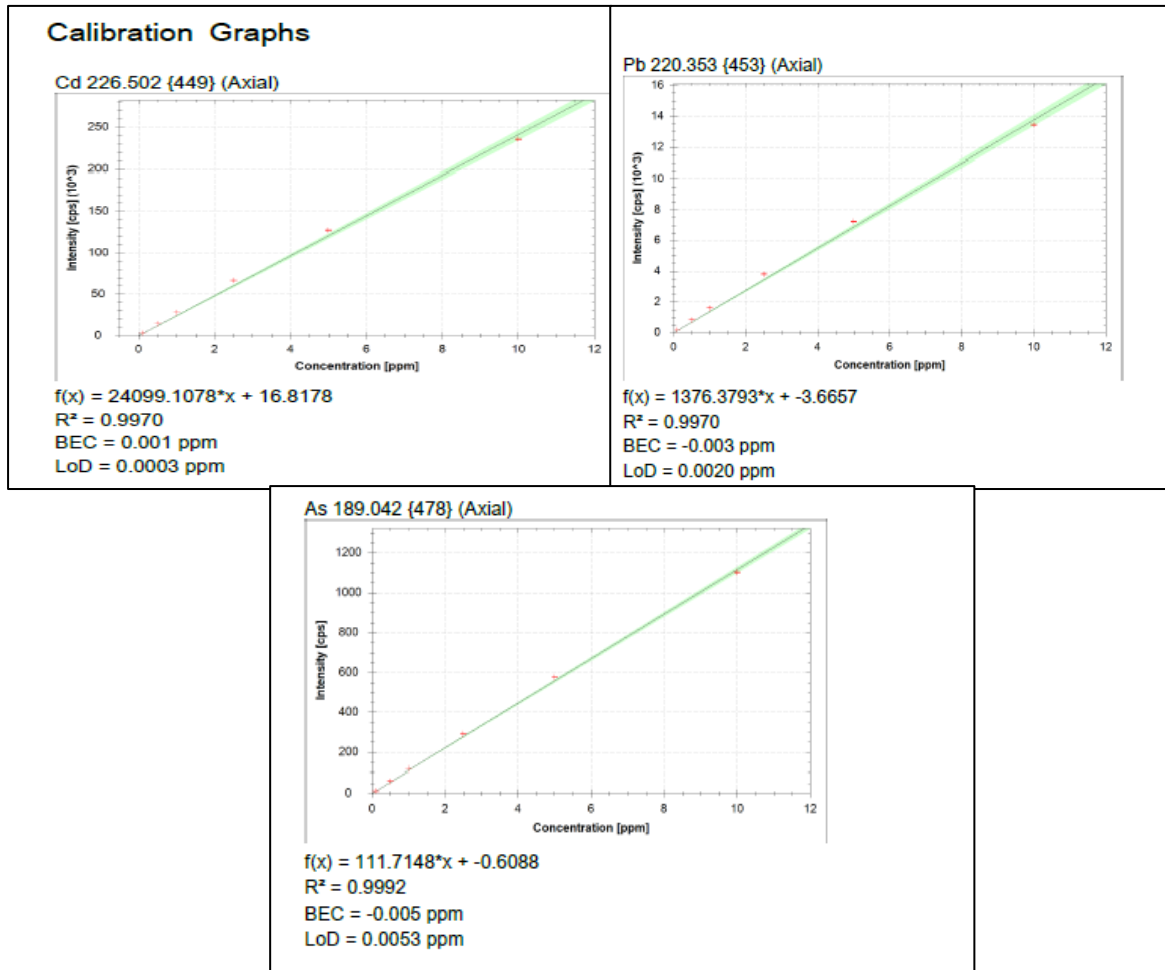 Calibration Graphs
Cd 226.502 {449} (Axial)
Intensity [cps] (10^3)
250
200
150
100
50
0
0 2 4 6 8 10 12
Concentration [ppm]
f(x) = 24099.1078*x + 16.8178
R² = 0.9970
BEC = 0.001 ppm
LoD = 0.0003 ppm
Pb 220.353 {453} (Axial)
Intensity [cps] (10^3)
16
14
12
10
8
6
4
2
0
0 2 4 6 8 10 12
Concentration [ppm]
f(x) = 1376.3793*x + -3.6657
R² = 0.9970
BEC = -0.003 ppm
LoD = 0.0020 ppm
As 189.042 {478} (Axial)
Intensity [cps]
1200
1000
800
600
400
200
0
0 2 4 6 8 10 12
Concentration [ppm]
f(x) = 111.7148*x + -0.6088
R² = 0.9992
BEC = -0.005 ppm
LoD = 0.0053 ppm